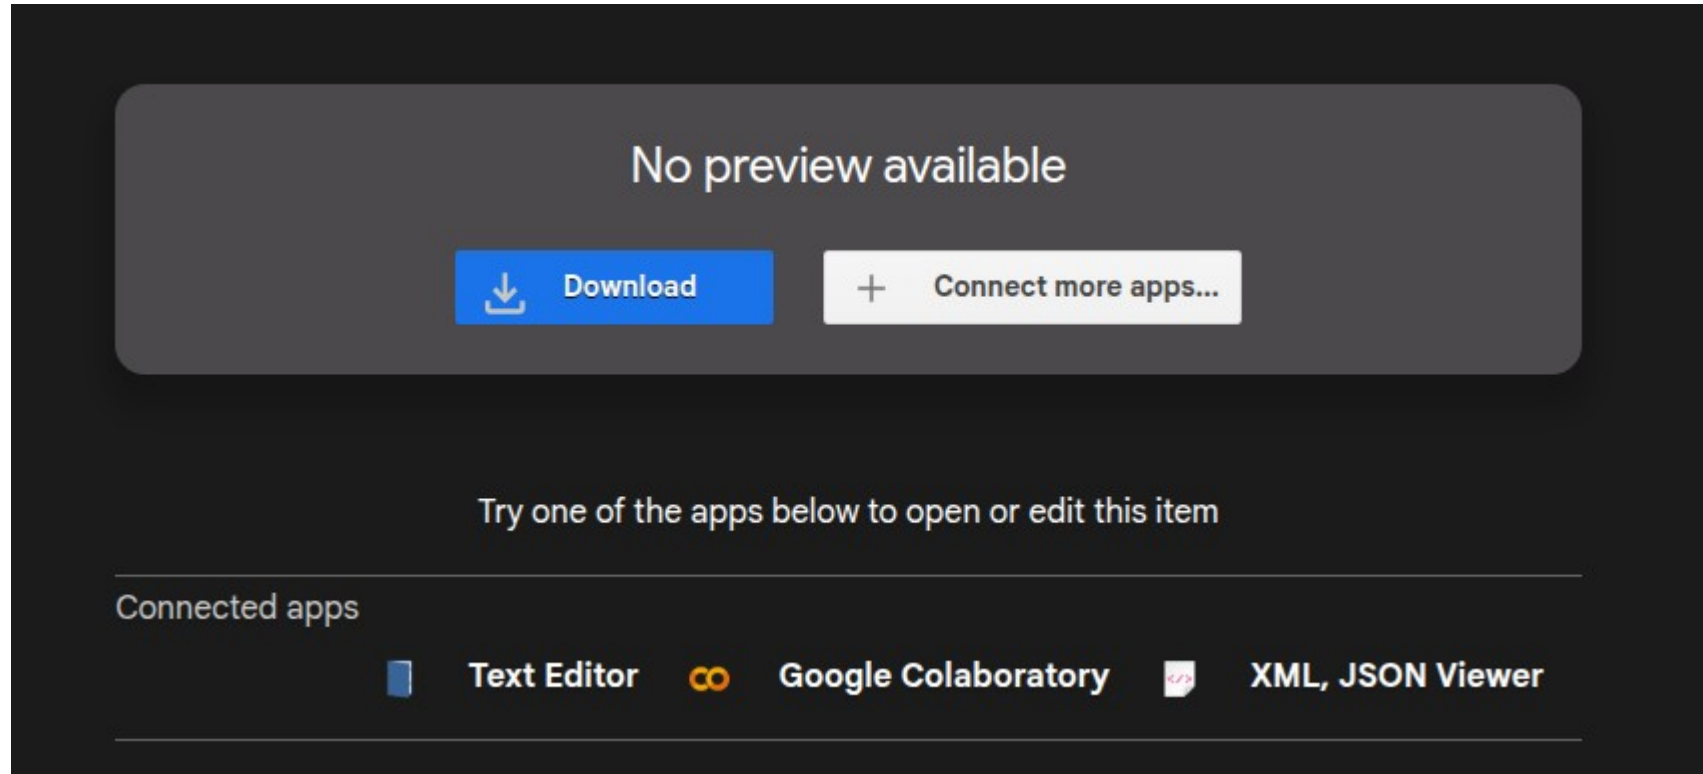 No preview available
Download
Connect more apps...
Try one of the apps below to open or edit this item
Connected apps
Text Editor Google Colaboratory XML, JSON Viewer